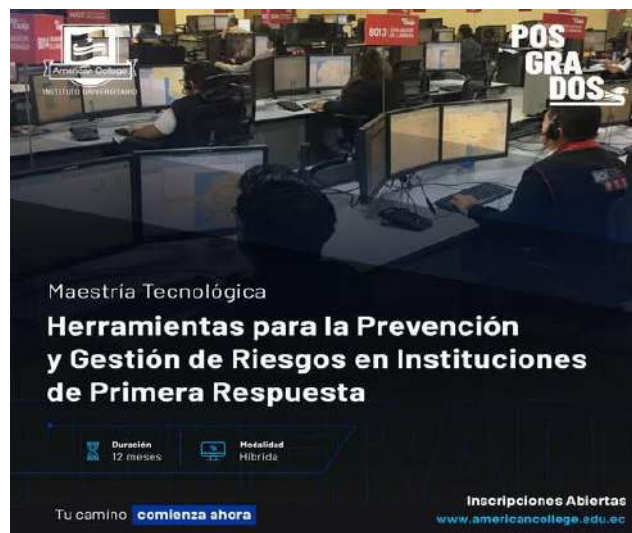 American College
INSTITUTO UNIVERSITARIO
POS
GRA
DOS
Maestría Tecnológica
Herramientas para la Prevención
y Gestión de Riesgos en Instituciones
de Primera Respuesta
Duración
12 meses
Modalidad
Híbrida
Tu camino comienza ahora
Inscripciones Abiertas
www.americancollege.edu.ec